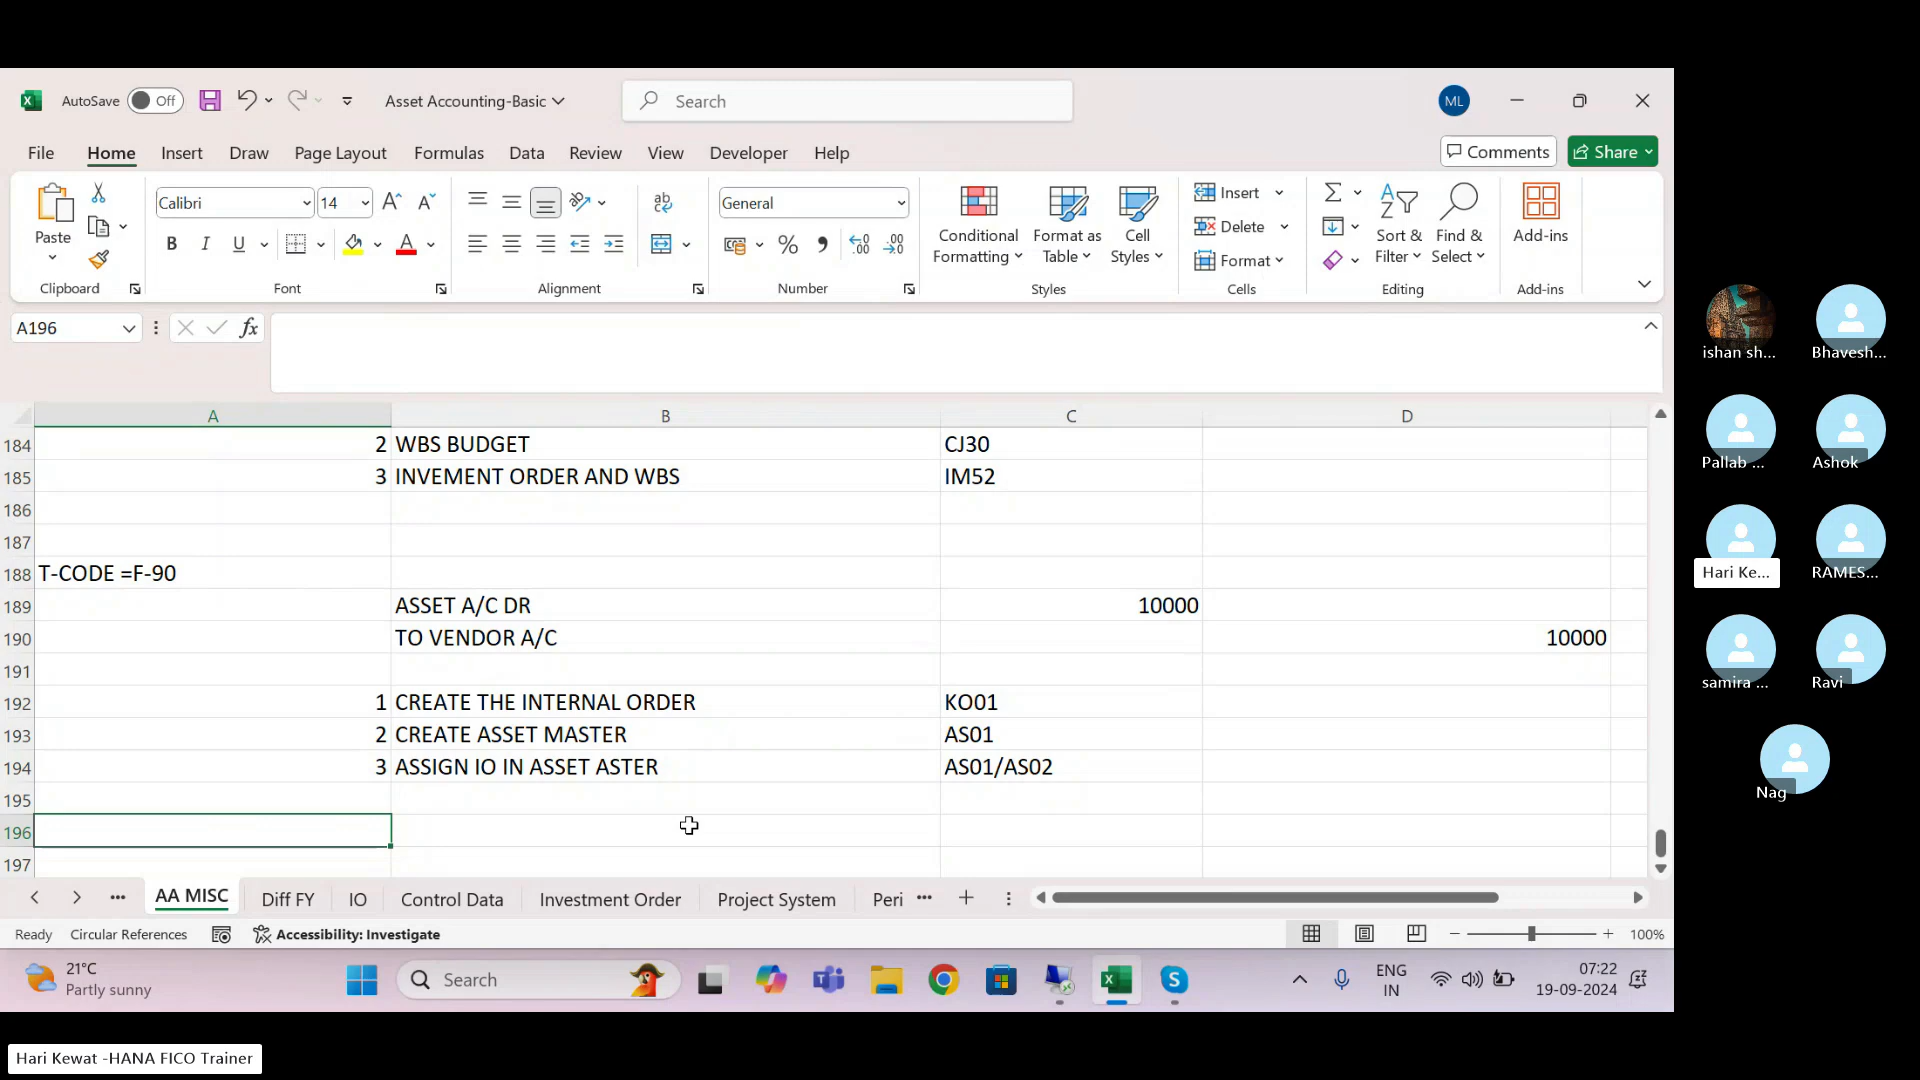 AutoSave Off Asset Accounting-Basic Search ML
File Home Insert Draw Page Layout Formulas Data Review View Developer Help Comments Share
Calibri 14 General Insert Delete Format
Paste Conditional Formatting Format as Table Cell Styles Sort & Filter Find & Select Add-ins
Clipboard Font Alignment Number Styles Cells Editing Add-ins
A196
A B C D
184 2 WBS BUDGET CJ30
185 3 INVEMENT ORDER AND WBS IM52
186
187
188 T-CODE =F-90
189 ASSET A/C DR 10000
190 TO VENDOR A/C 10000
191
192 1 CREATE THE INTERNAL ORDER KO01
193 2 CREATE ASSET MASTER AS01
194 3 ASSIGN IO IN ASSET ASTER AS01/AS02
195
196
197
AA MISC Diff FY IO Control Data Investment Order Project System Peri
Ready Circular References Accessibility: Investigate 100%
21°C
Partly sunny
Search
ENG
IN
07:22
19-09-2024
ishan sh... Bhavesh...
Pallab ... Ashok
Hari Ke... RAMES...
samira ... Ravi
Nag
Hari Kewat -HANA FICO Trainer